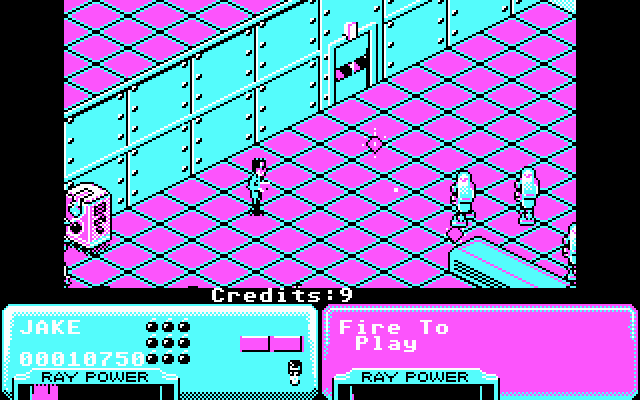 Credits:9
JAKE
00010750
RAY POWER
Fire To
Play
RAY POWER